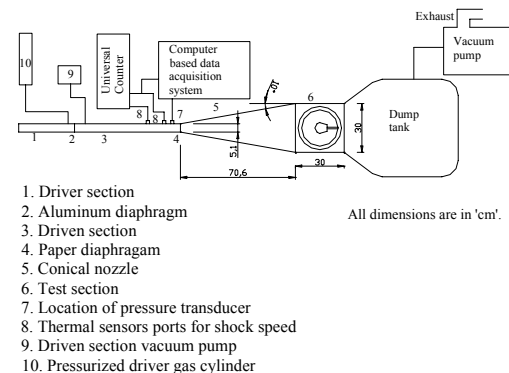 Exhaust
Vacuum
pump
Universal
Counter
Computer
based data
acquisition
system
10
9
8
8
7
5
10°
6
Dump
tank
30
1
2
3
4
5,1
30
70,6
1. Driver section
2. Aluminum diaphragm
3. Driven section
4. Paper diaphragam
5. Conical nozzle
6. Test section
7. Location of pressure transducer
8. Thermal sensors ports for shock speed
9. Driven section vacuum pump
10. Pressurized driver gas cylinder
All dimensions are in 'cm'.